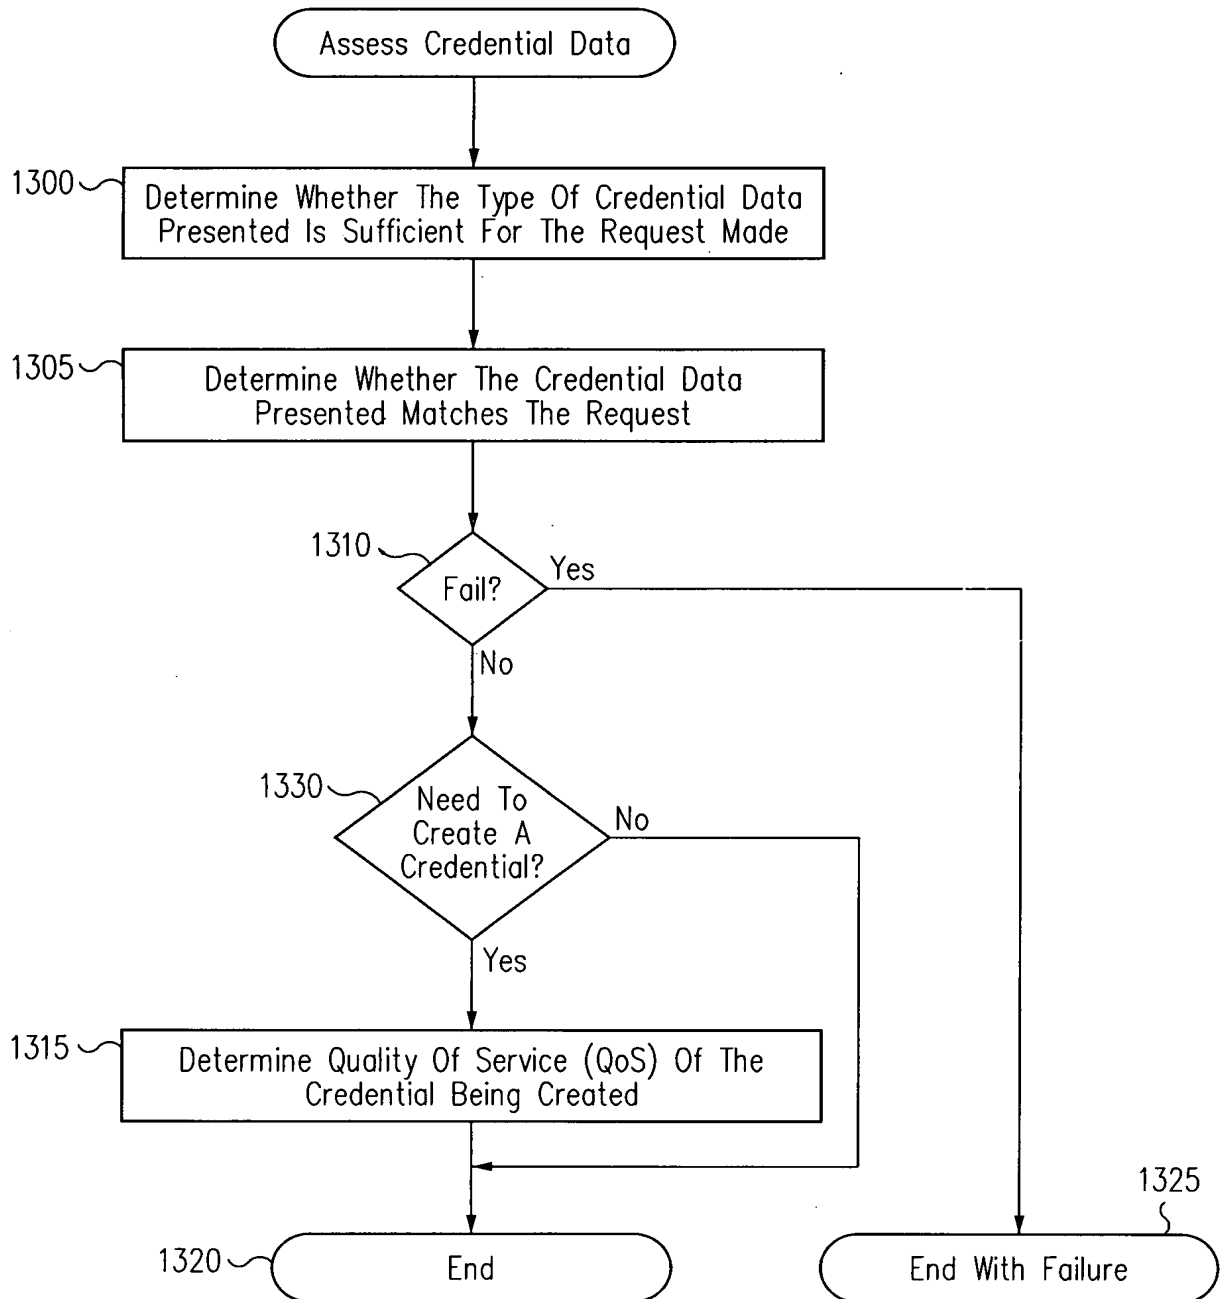 Assess Credential Data
1300
Determine Whether The Type Of Credential Data
Presented Is Sufficient For The Request Made
1305
Determine Whether The Credential Data
Presented Matches The Request
1310
Fail?
Yes
No
1330
Need To
Create A
Credential?
No
Yes
1315
Determine Quality Of Service (QoS) Of The
Credential Being Created
1320
End
1325
End With Failure